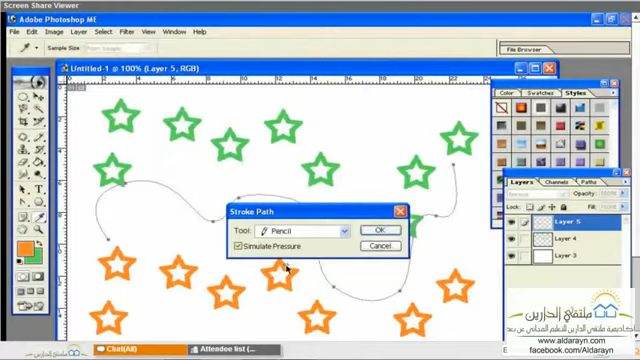 Screen Share Viewer
Adobe Photoshop ME
File Edit Image Layer Select Filter View Window Help
Sample Size:
File Browser
Untitled-1 @ 100% (Layer 5, RGB)
Color Swatches Styles
Stroke Path
Tool: Pencil
OK
Simulate Pressure
Cancel
Layers Channels Paths
Opacity:
Fill:
Layer 5
Layer 4
Layer 3
Chat(All)
Attendee list (
ملتقى الدارين
www.aldarayn.com
facebook.com/Aldarayn